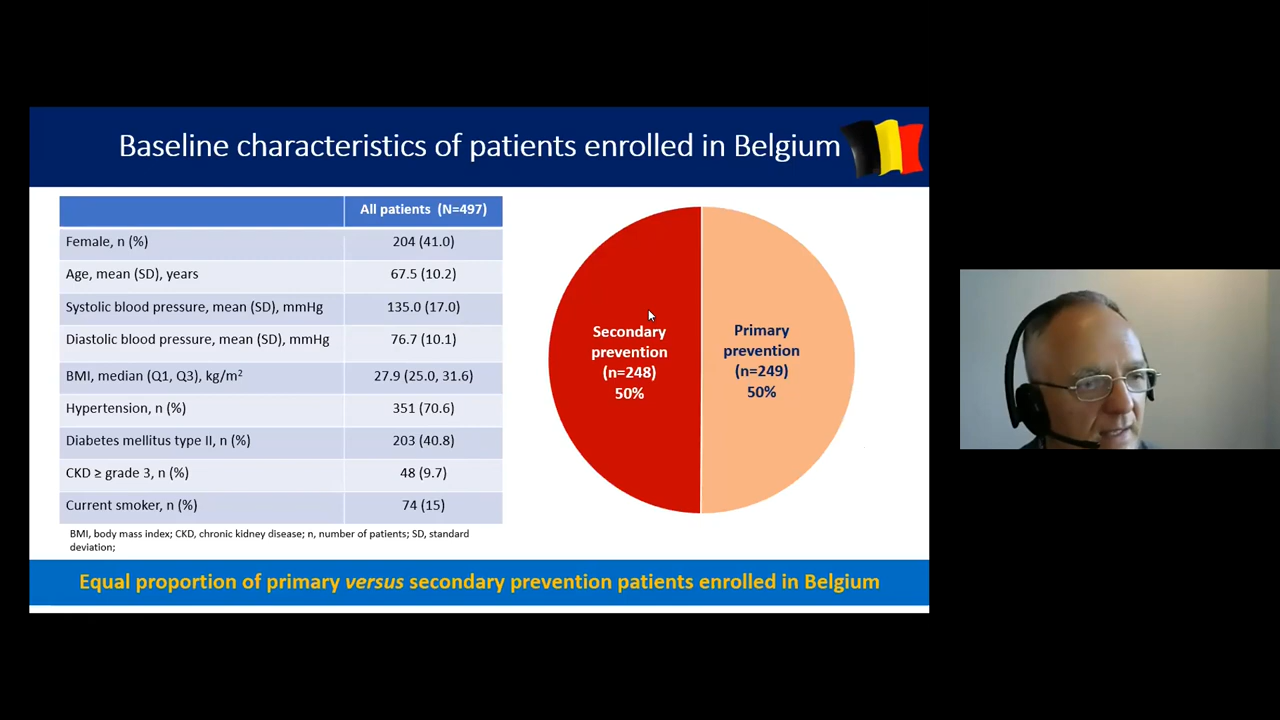 Baseline characteristics of patients enrolled in Belgium
All patients (N=497)
Female, n (%) 204 (41.0)
Age, mean (SD), years 67.5 (10.2)
Systolic blood pressure, mean (SD), mmHg 135.0 (17.0)
Diastolic blood pressure, mean (SD), mmHg 76.7 (10.1)
BMI, median (Q1, Q3), kg/m² 27.9 (25.0, 31.6)
Hypertension, n (%) 351 (70.6)
Diabetes mellitus type II, n (%) 203 (40.8)
CKD ≥ grade 3, n (%) 48 (9.7)
Current smoker, n (%) 74 (15)
BMI, body mass index; CKD, chronic kidney disease; n, number of patients; SD, standard
deviation;
Secondary
prevention
(n=248)
50%
Primary
prevention
(n=249)
50%
Equal proportion of primary versus secondary prevention patients enrolled in Belgium